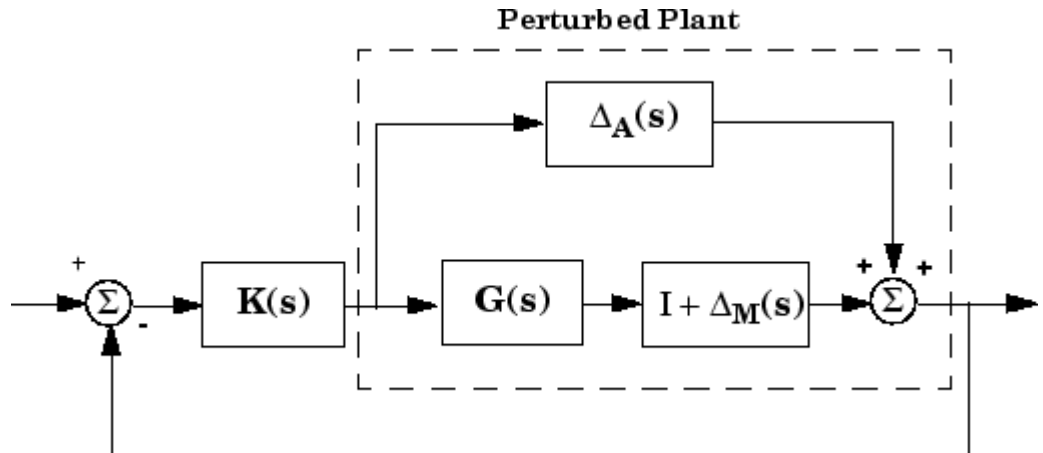 Perturbed Plant
Δ_A(s)
+
Σ
-
K(s)
G(s)
I + Δ_M(s)
+
+
Σ